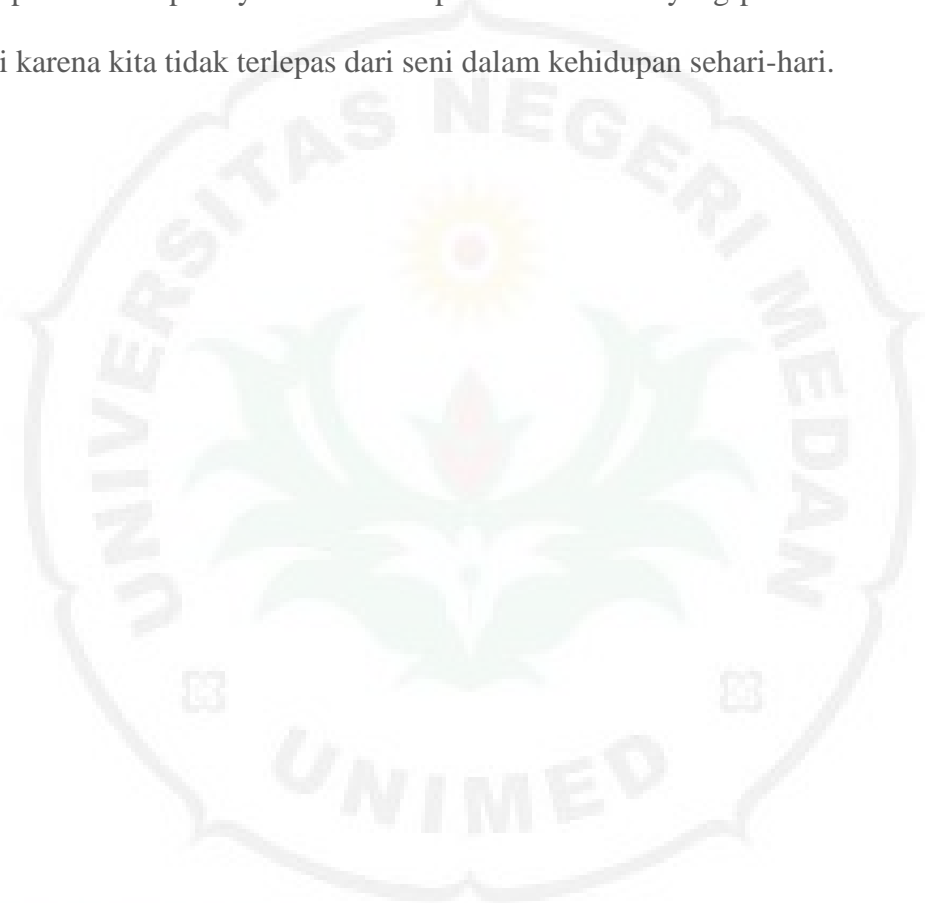 i karena kita tidak terlepas dari seni dalam kehidupan sehari-hari.
UNIVERSITAS NEGERI MEDAN
UNIMED